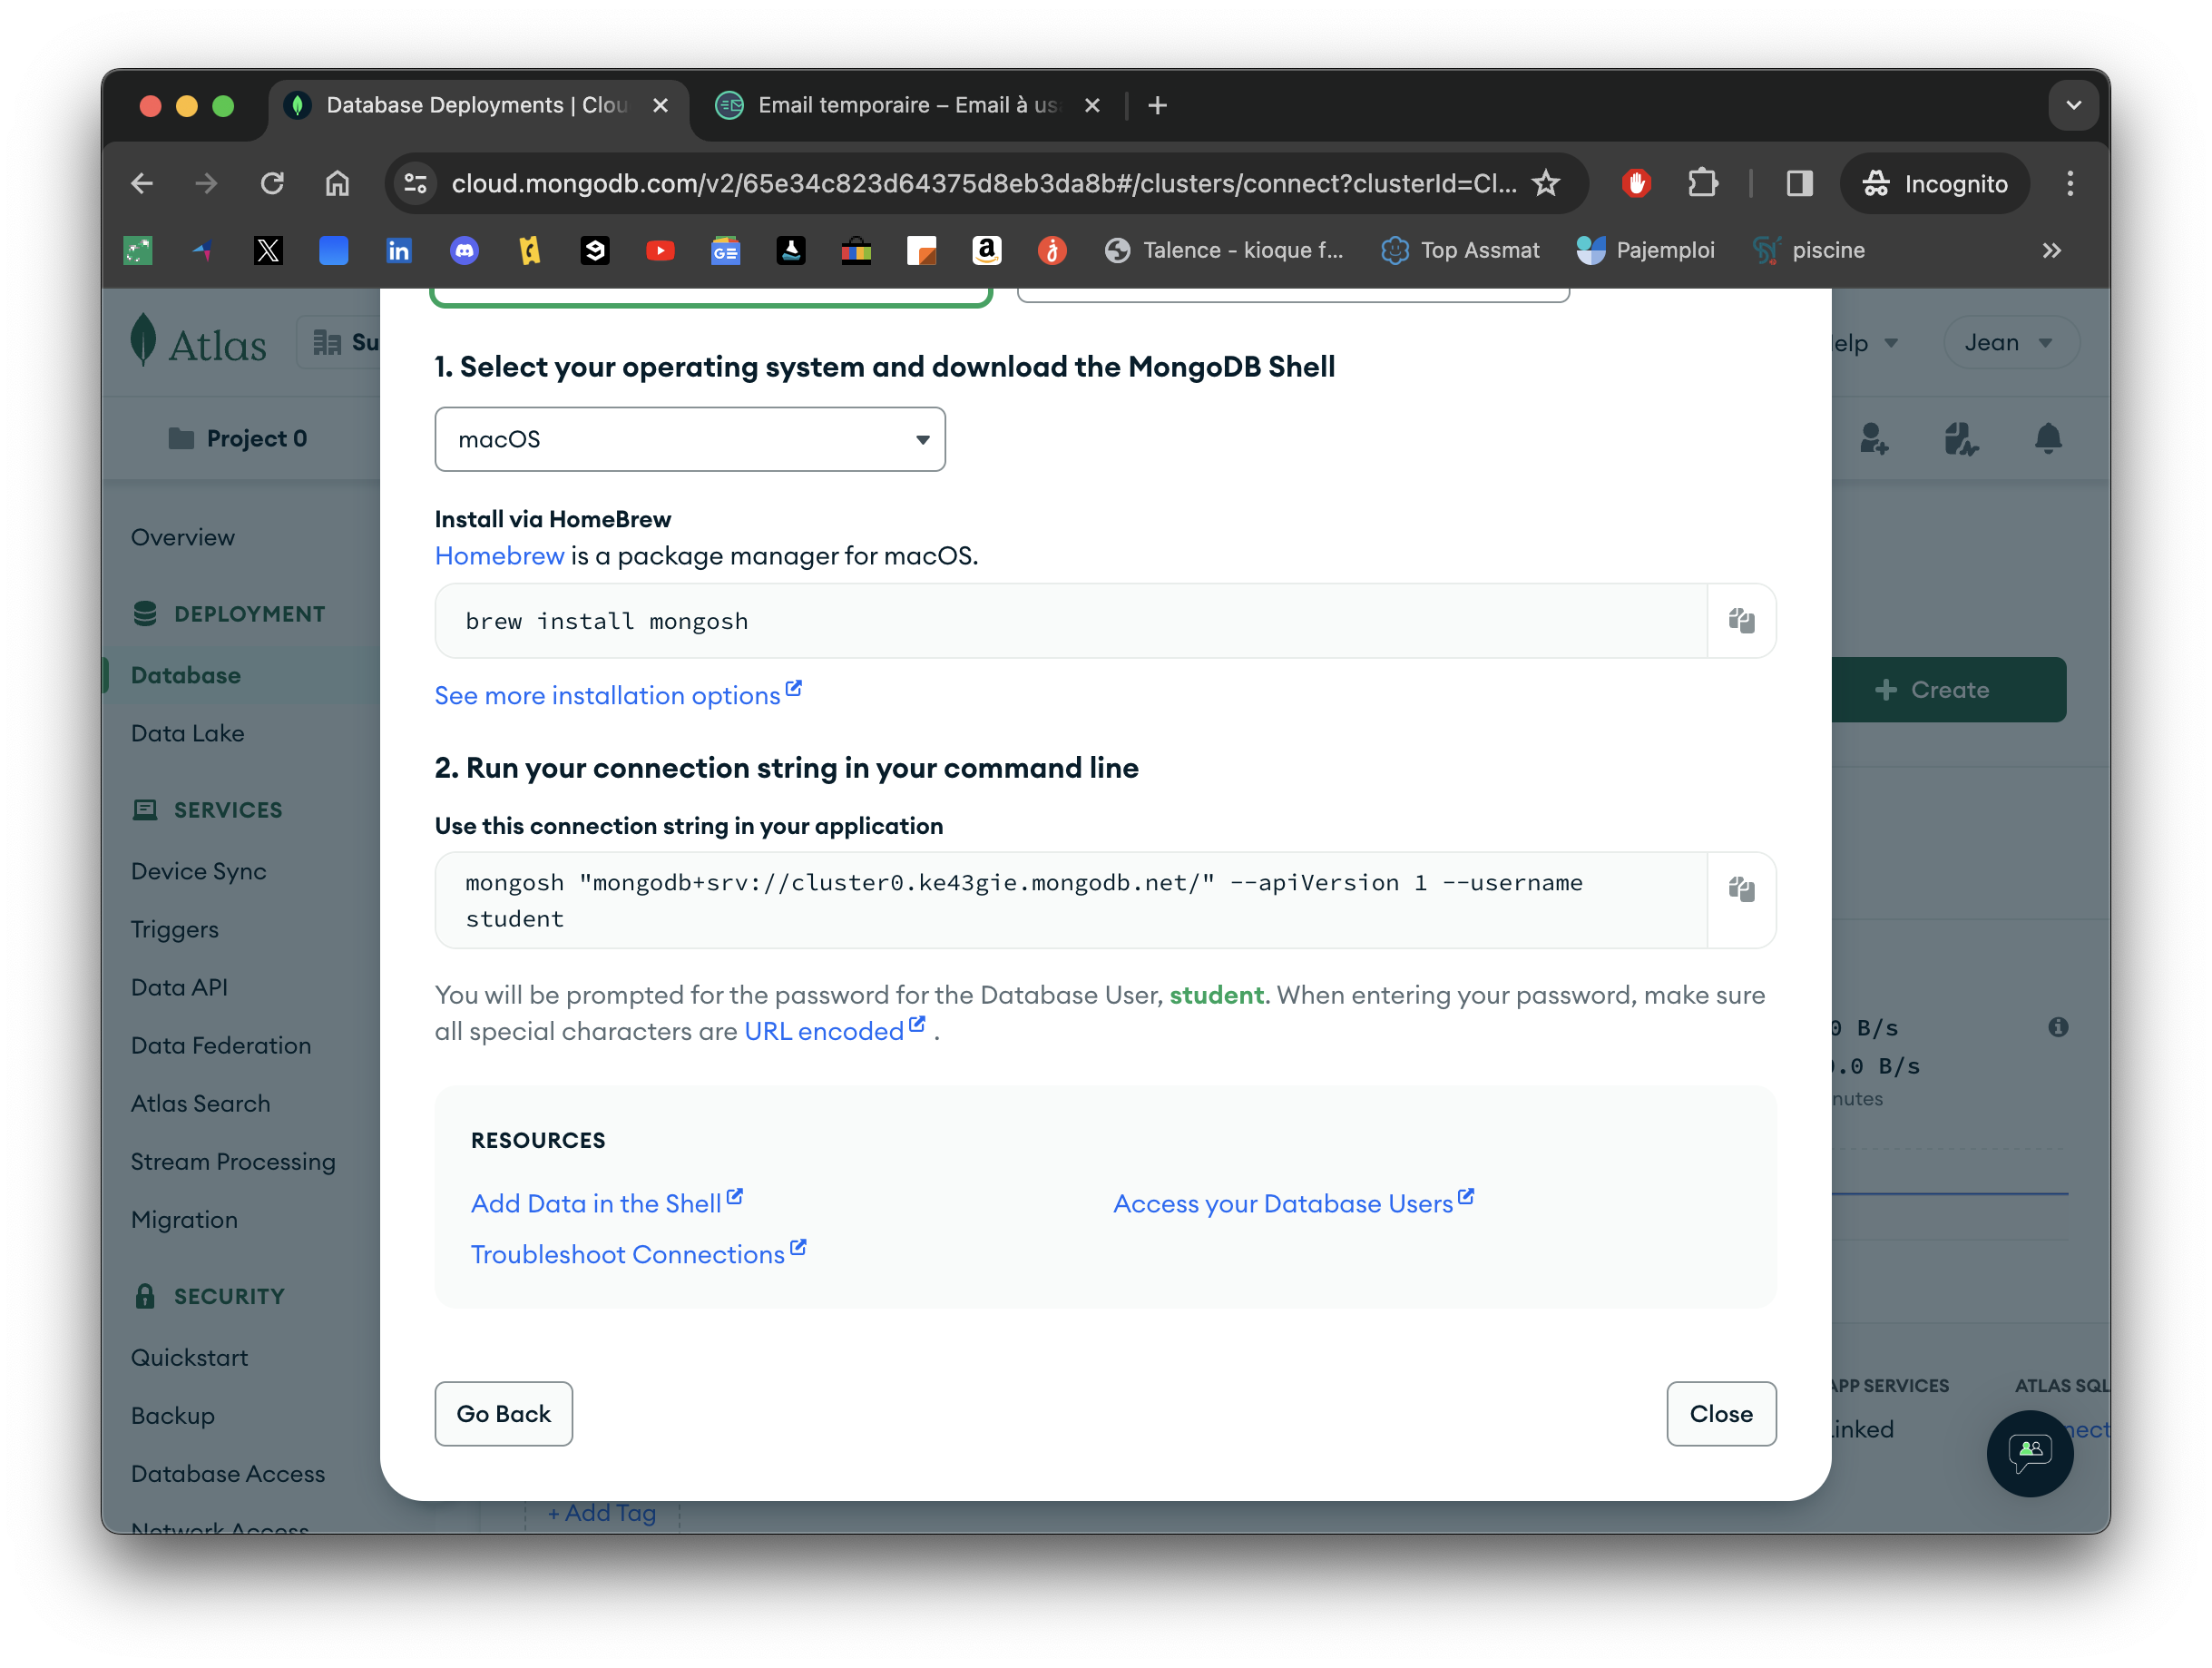 Database Deployments | Clou
Email temporaire – Email à us
cloud.mongodb.com/v2/65e34c823d64375d8eb3da8b#/clusters/connect?clusterId=Cl...
Incognito
Talence - kioque f...
Top Assmat
Pajemploi
piscine
Atlas
Su
elp
Jean
Project 0
Overview
DEPLOYMENT
Database
Data Lake
SERVICES
Device Sync
Triggers
Data API
Data Federation
Atlas Search
Stream Processing
Migration
SECURITY
Quickstart
Backup
Database Access
Network Access
1. Select your operating system and download the MongoDB Shell
macOS
Install via HomeBrew
Homebrew is a package manager for macOS.
brew install mongosh
See more installation options
2. Run your connection string in your command line
Use this connection string in your application
mongosh "mongodb+srv://cluster0.ke43gie.mongodb.net/" --apiVersion 1 --username
student
You will be prompted for the password for the Database User, student. When entering your password, make sure
all special characters are URL encoded .
RESOURCES
Add Data in the Shell
Access your Database Users
Troubleshoot Connections
Go Back
Close
+ Create
0 B/s
.0 B/s
nutes
APP SERVICES
ATLAS SQL
inked
nect
+ Add Tag